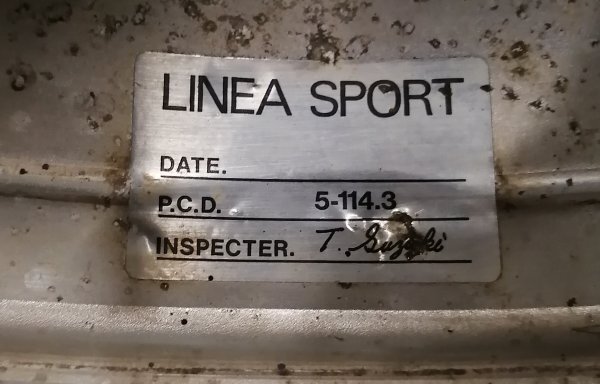 LINEA SPORT
DATE.
P.C.D. 5-114.3
INSPECTER. T. Suzuki